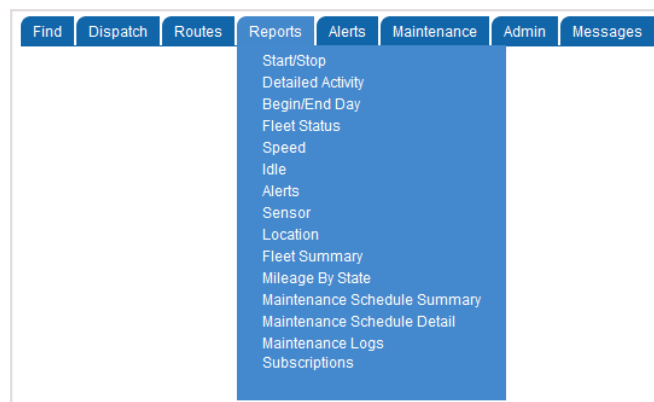 Find Dispatch Routes Reports Alerts Maintenance Admin Messages
Start/Stop
Detailed Activity
Begin/End Day
Fleet Status
Speed
Idle
Alerts
Sensor
Location
Fleet Summary
Mileage By State
Maintenance Schedule Summary
Maintenance Schedule Detail
Maintenance Logs
Subscriptions